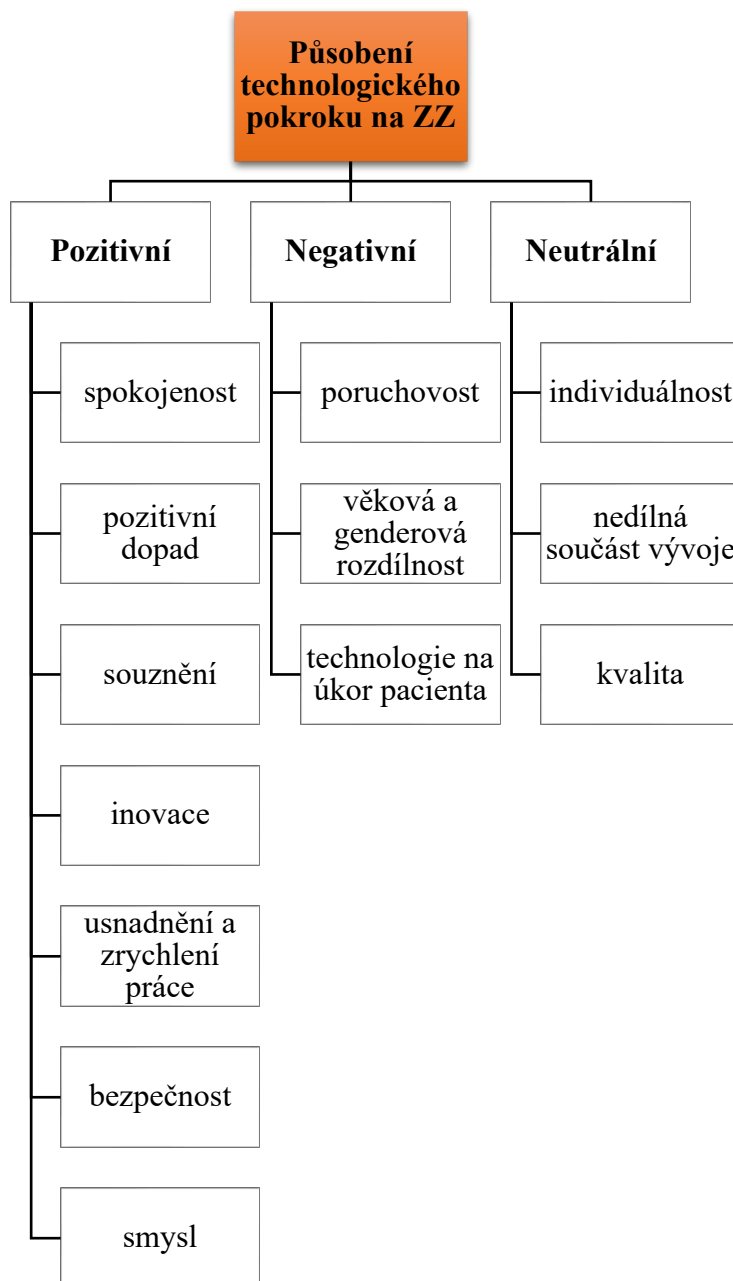 Působení
technologického
pokroku na ZZ
Pozitivní
Negativní
Neutrální
spokojenost
pozitivní
dopad
souznění
inovace
usnadnění a
zrychlení
práce
bezpečnost
smysl
poruchovost
věková a
genderová
rozdílnost
technologie na
úkor pacienta
individuálnost
nedílná
součást vývoje
kvalita